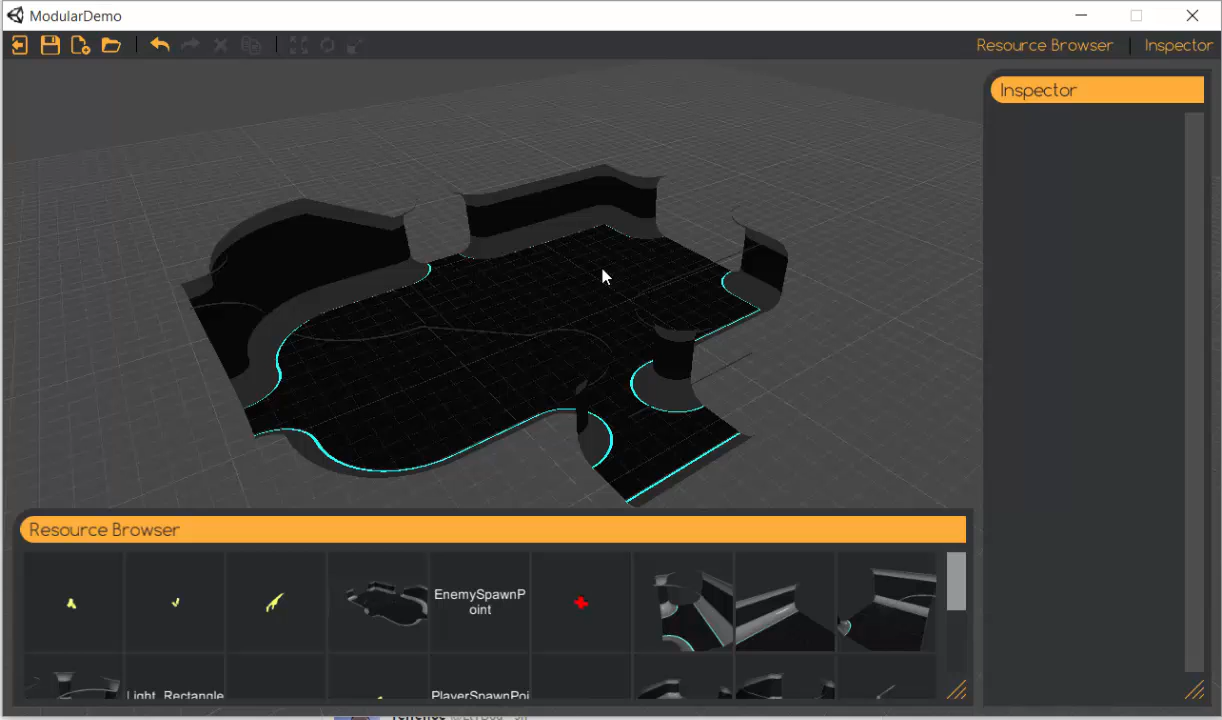 ModularDemo
Resource Browser
Inspector
Inspector
Resource Browser
EnemySpawnP
oint
Light_Rectangle
PlayerSpawnPoi